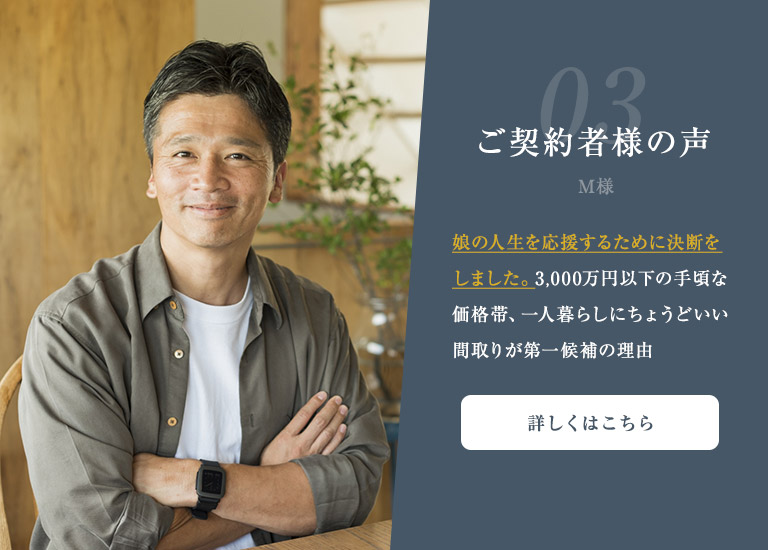 03
ご契約者様の声
M様
娘の人生を応援するために決断を
しました。3,000万円以下の手頃な
価格帯、一人暮らしにちょうどいい
間取りが第一候補の理由
詳しくはこちら